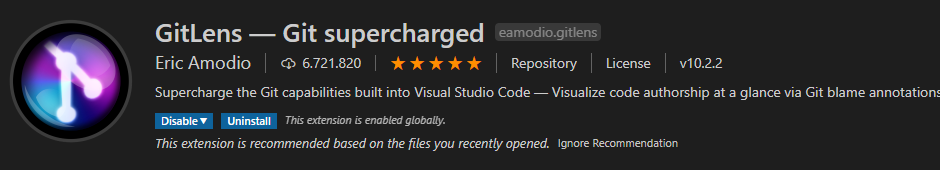 GitLens — Git supercharged eamodio.gitlens
Eric Amodio 6.721.820 Repository License v10.2.2
Supercharge the Git capabilities built into Visual Studio Code — Visualize code authorship at a glance via Git blame annotations
Disable Uninstall This extension is enabled globally.
This extension is recommended based on the files you recently opened. Ignore Recommendation